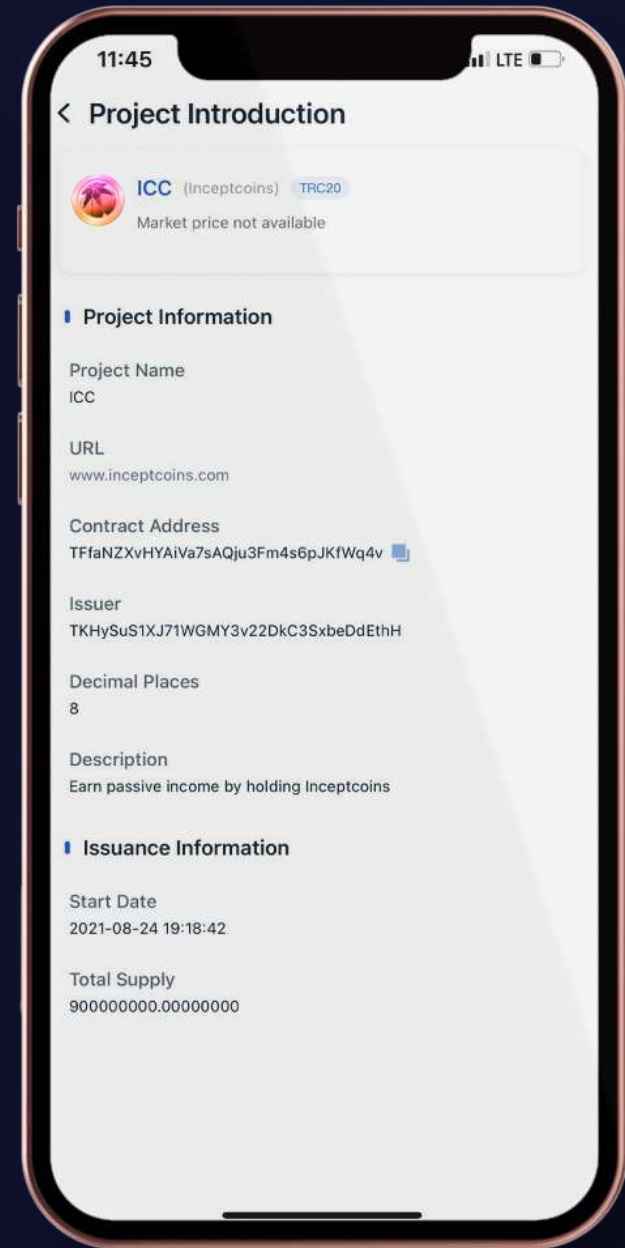 11:45
LTE
< Project Introduction
ICC (Inceptcoins) TRC20
Market price not available
Project Information
Project Name
ICC
URL
www.inceptcoins.com
Contract Address
TFfaNZXvHYAiVa7sAQju3Fm4s6pJKfWq4v
Issuer
TKHySuS1XJ71WGMY3v22DkC3SxbeDdEthH
Decimal Places
8
Description
Earn passive income by holding Inceptcoins
Issuance Information
Start Date
2021-08-24 19:18:42
Total Supply
900000000.00000000